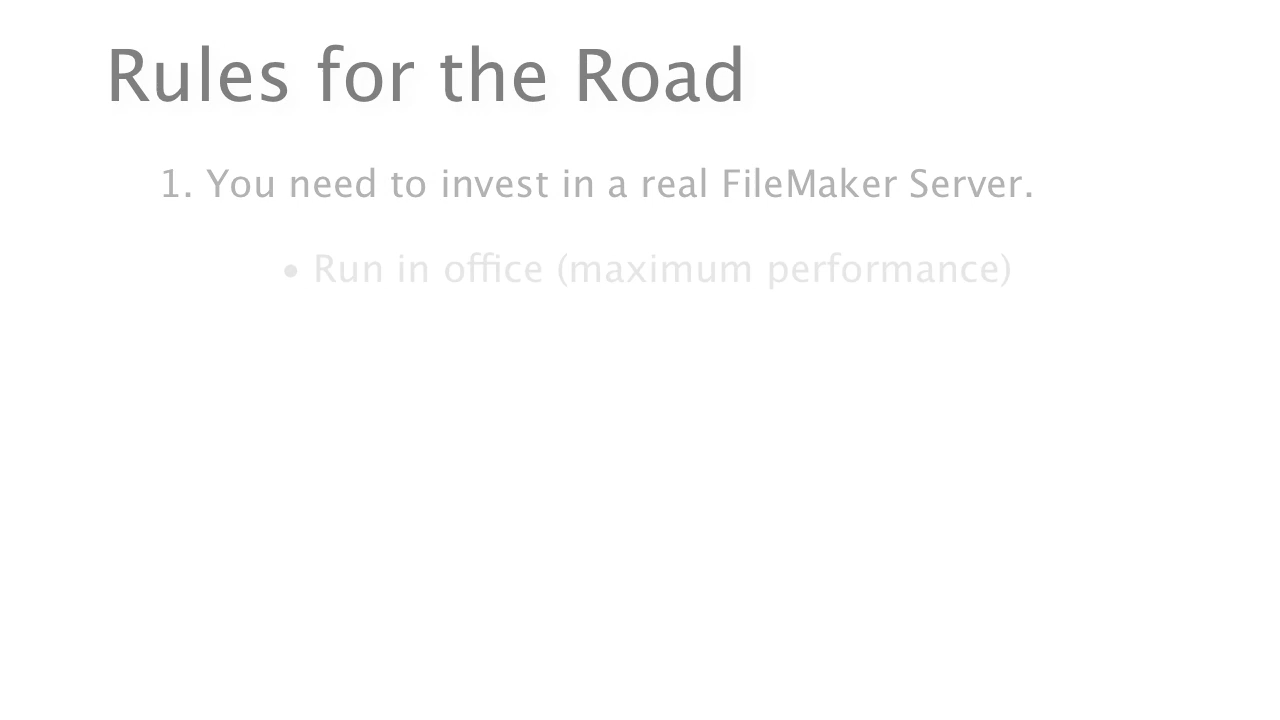 Rules for the Road
1. You need to invest in a real FileMaker Server.
• Run in office (maximum performance)